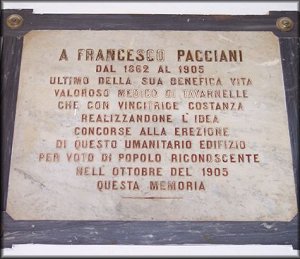 A FRANCESCO PACCIANI
DAL 1862 AL 1905
ULTIMO DELLA SUA BENEFICA VITA
VALOROSO MEDICO DI TAVARNELLE
CHE CON VINCITRICE COSTANZA
REALIZZANDONE L'IDEA
CONCORSE ALLA EREZIONE
DI QUESTO UMANITARIO EDIFIZIO
PER VOTO DI POPOLO RICONOSCENTE
NELL'OTTOBRE DEL 1905
QUESTA MEMORIA